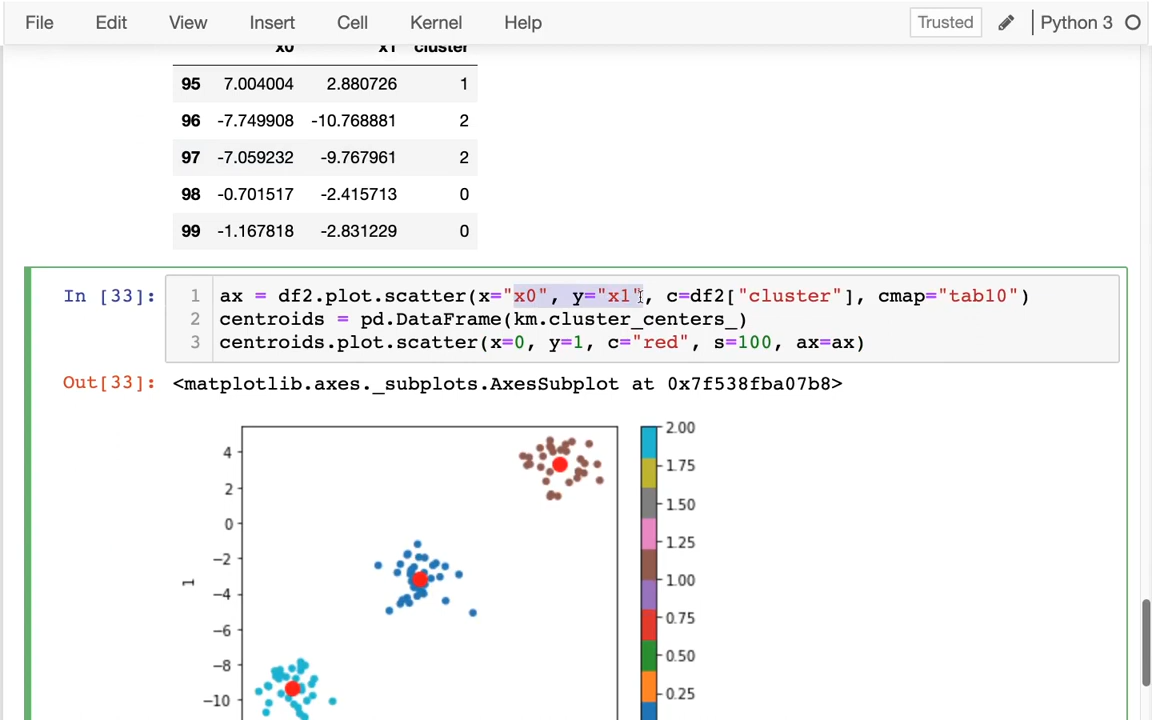 File Edit View Insert Cell Kernel Help Trusted Python 3
x0 x1 cluster
95 7.004004 2.880726 1
96 -7.749908 -10.768881 2
97 -7.059232 -9.767961 2
98 -0.701517 -2.415713 0
99 -1.167818 -2.831229 0
In [33]:
1 ax = df2.plot.scatter(x="x0", y="x1", c=df2["cluster"], cmap="tab10")
2 centroids = pd.DataFrame(km.cluster_centers_)
3 centroids.plot.scatter(x=0, y=1, c="red", s=100, ax=ax)
Out[33]: <matplotlib.axes._subplots.AxesSubplot at 0x7f538fba07b8>
4
2
0
−2
−4
−6
−8
−10
1
2.00
1.75
1.50
1.25
1.00
0.75
0.50
0.25